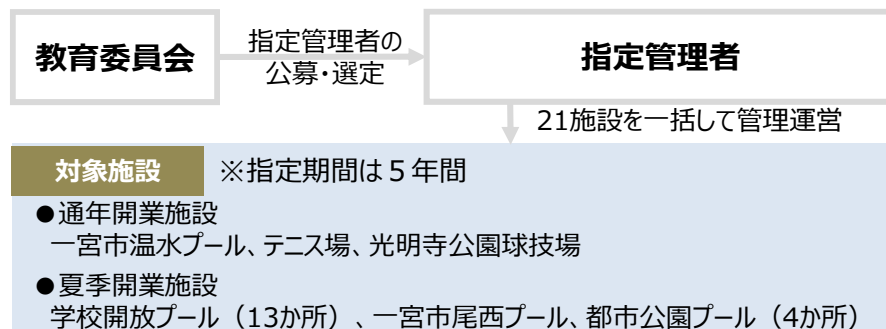 教育委員会
指定管理者の
公募・選定
指定管理者
21施設を一括して管理運営
対象施設 ※指定期間は5年間
●通年開業施設
一宮市温水プール、テニス場、光明寺公園球技場
●夏季開業施設
学校開放プール（13か所）、一宮市尾西プール、都市公園プール（4か所）